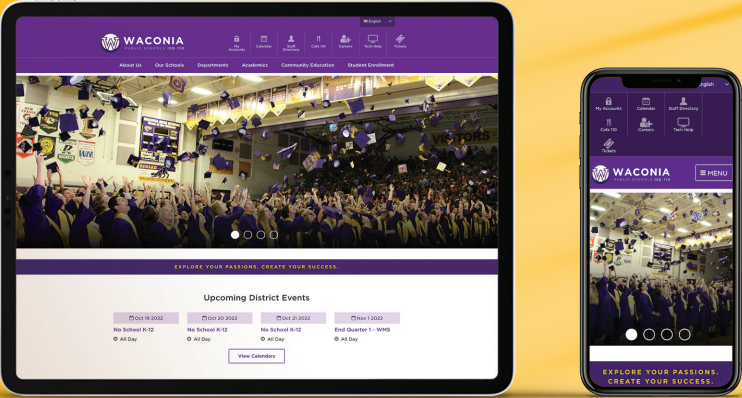 English
WACONIA
PUBLIC SCHOOLS ISD 110
My Accounts
Calendar
Staff Directory
Cafe 110
Careers
Tech Help
Tickets
About Us
Our Schools
Departments
Academics
Community Education
Student Enrollment
EXPLORE YOUR PASSIONS. CREATE YOUR SUCCESS.
Upcoming District Events
Oct 19 2022
Oct 20 2022
Oct 21 2022
Nov 1 2022
No School K-12
No School K-12
No School K-12
End Quarter 1 - WMS
All Day
All Day
All Day
All Day
View Calendars
English
My Accounts
Calendar
Staff Directory
Cafe 110
Careers
Tech Help
Tickets
WACONIA
PUBLIC SCHOOLS ISD 110
MENU
EXPLORE YOUR PASSIONS.
CREATE YOUR SUCCESS.